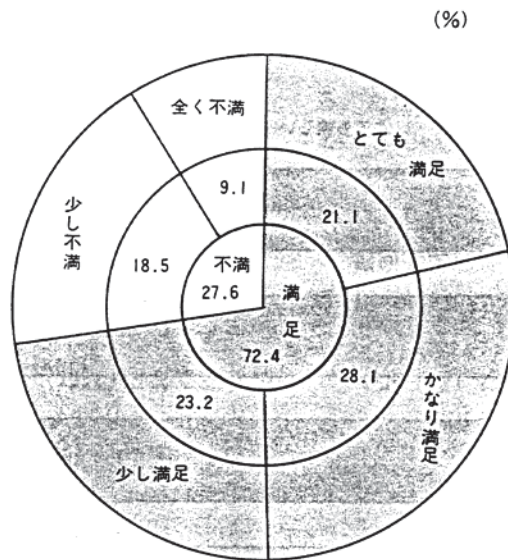 (%)
全く不満
9.1
とても
満足
21.1
少し不満
18.5
不満
27.6
満足
72.4
28.1
かなり満足
23.2
少し満足